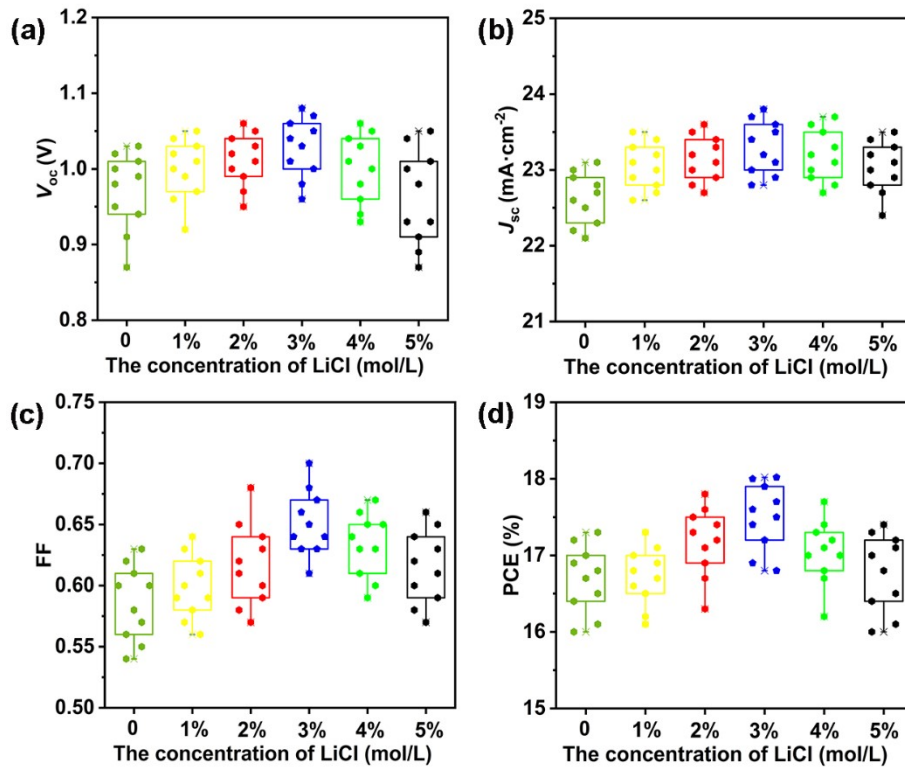 (a)
1.2
1.1
1.0
0.9
0.8
Voc (V)
0 1% 2% 3% 4% 5%
The concentration of LiCl (mol/L)
(b)
25
24
23
22
21
Jsc (mA·cm-2)
0 1% 2% 3% 4% 5%
The concentration of LiCl (mol/L)
(c)
0.75
0.70
0.65
0.60
0.55
0.50
FF
0 1% 2% 3% 4% 5%
The concentration of LiCl (mol/L)
(d)
19
18
17
16
15
PCE (%)
0 1% 2% 3% 4% 5%
The concentration of LiCl (mol/L)